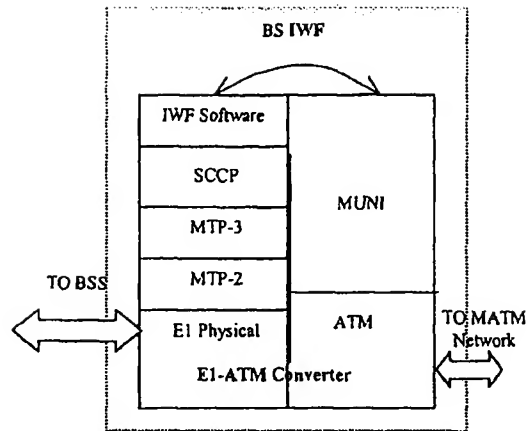 BS IWF
IWF Software
SCCP
MUNI
MTP-3
MTP-2
TO BSS
E1 Physical
ATM
TO MATM
Network
E1-ATM Converter